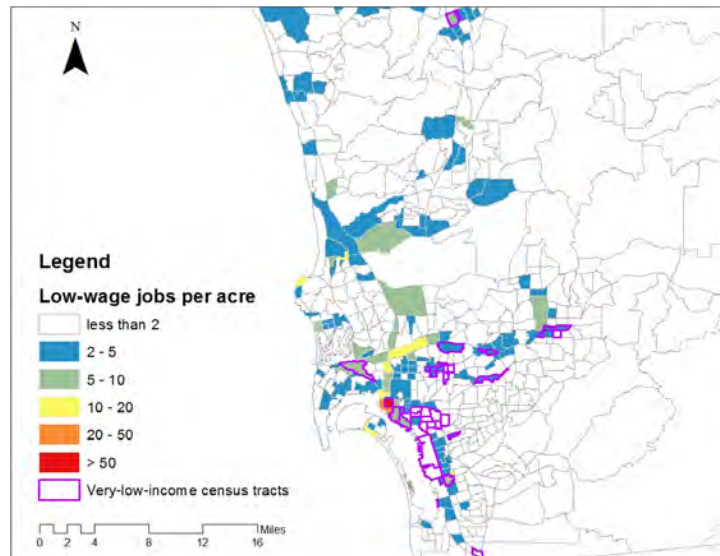 N
Legend
Low-wage jobs per acre
less than 2
2 - 5
5 - 10
10 - 20
20 - 50
> 50
Very-low-income census tracts
0 2 4 8 12 16
Miles